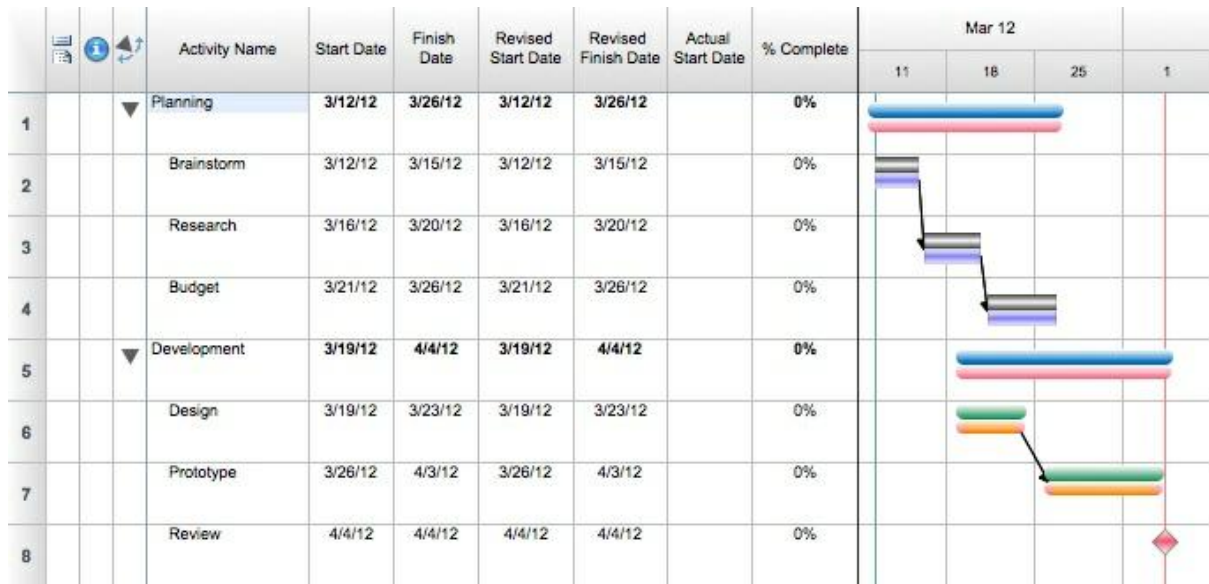 Activity Name Start Date Finish Date Revised Start Date Revised Finish Date Actual Start Date % Complete Mar 12
11 18 25 1
1 Planning 3/12/12 3/26/12 3/12/12 3/26/12 0%
2 Brainstorm 3/12/12 3/15/12 3/12/12 3/15/12 0%
3 Research 3/16/12 3/20/12 3/16/12 3/20/12 0%
4 Budget 3/21/12 3/26/12 3/21/12 3/26/12 0%
5 Development 3/19/12 4/4/12 3/19/12 4/4/12 0%
6 Design 3/19/12 3/23/12 3/19/12 3/23/12 0%
7 Prototype 3/26/12 4/3/12 3/26/12 4/3/12 0%
8 Review 4/4/12 4/4/12 4/4/12 4/4/12 0%